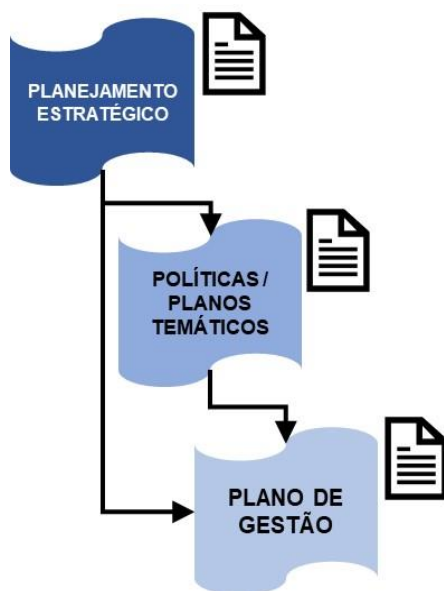 PLANEJAMENTO
ESTRATÉGICO
POLÍTICAS /
PLANOS
TEMÁTICOS
PLANO DE
GESTÃO